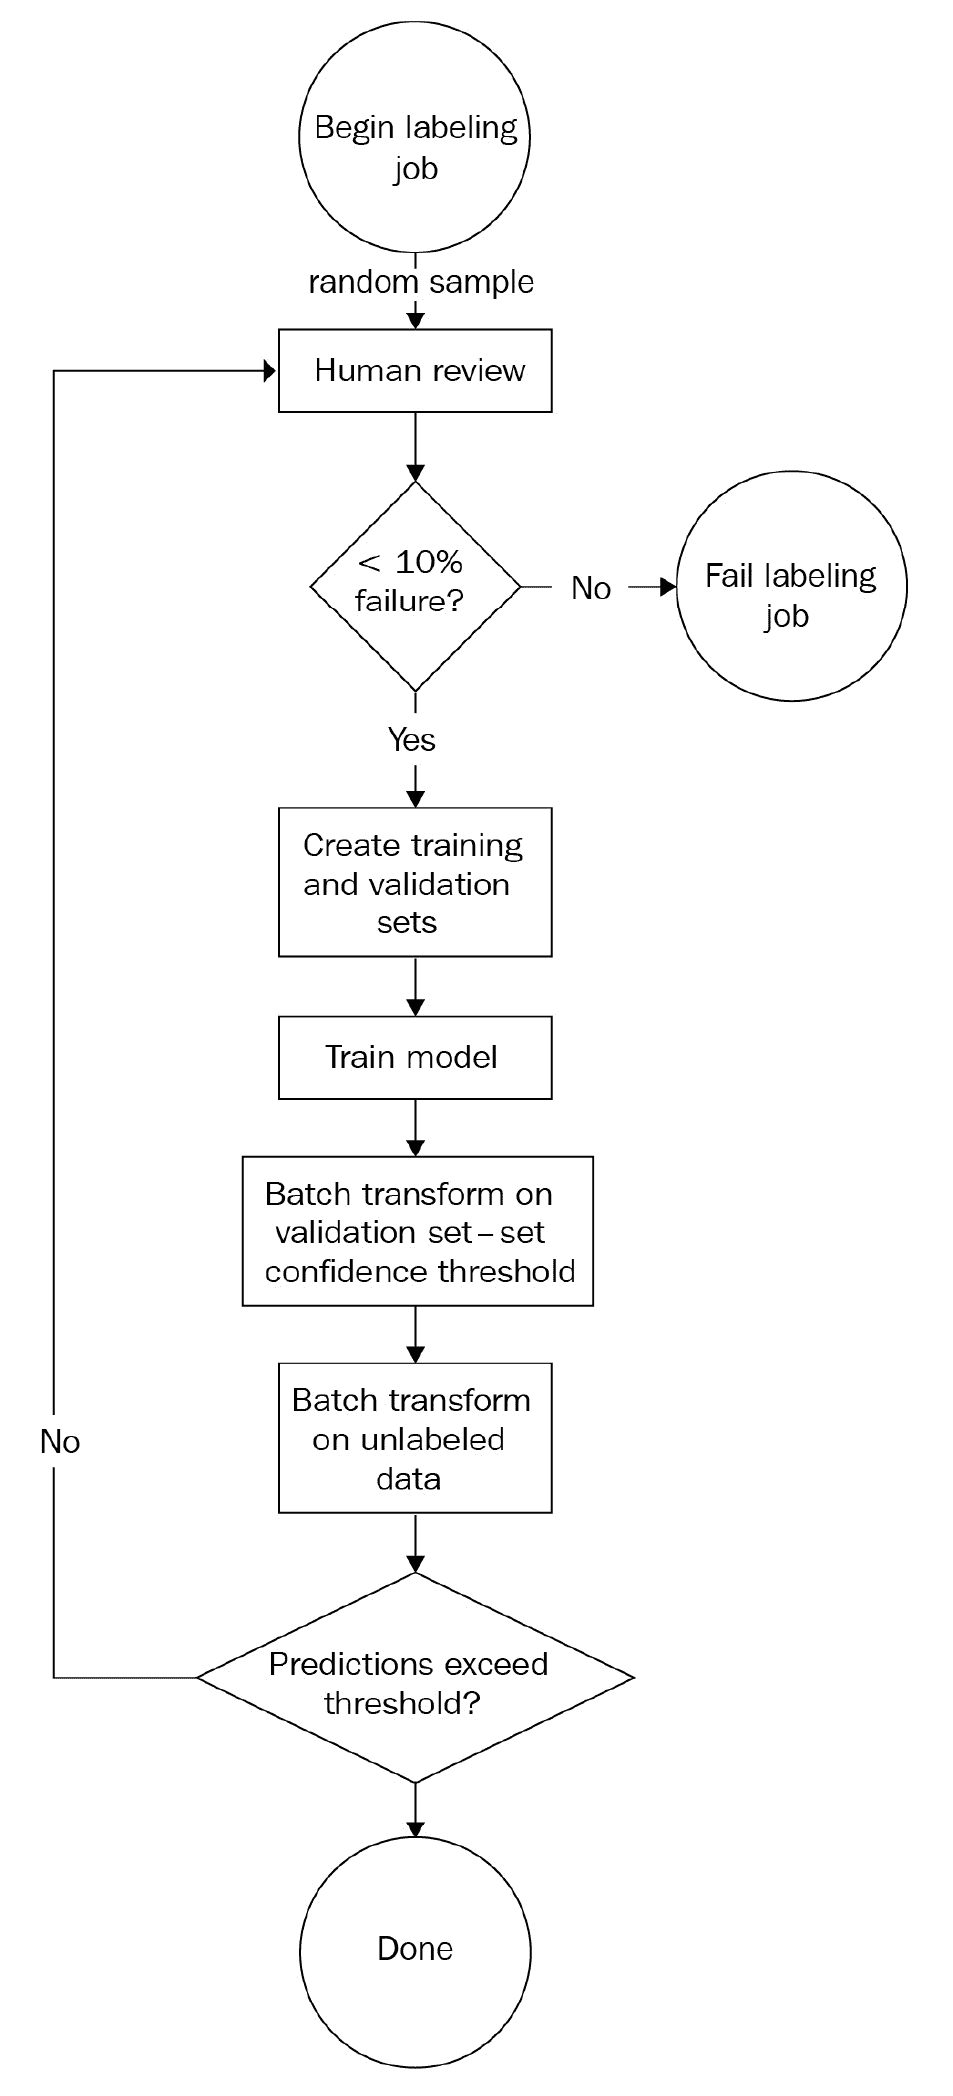 Begin labeling
job
random sample
Human review
< 10%
failure?
No
Fail labeling
job
Yes
Create training
and validation
sets
Train model
Batch transform on
validation set – set
confidence threshold
Batch transform
on unlabeled
data
No
Predictions exceed
threshold?
Done